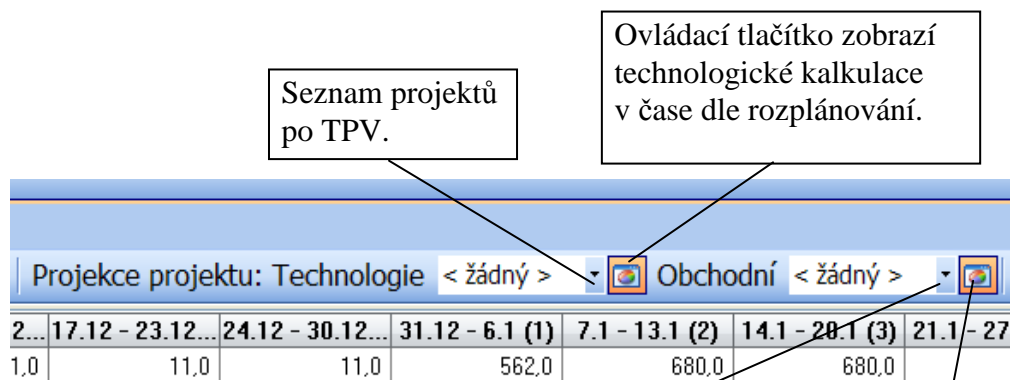 Ovládací tlačítko zobrazí
technologické kalkulace
v čase dle rozplánování.
Seznam projektů
po TPV.
Projekce projektu: Technologie < žádný > Obchodní < žádný >
2... 17.12 - 23.12... 24.12 - 30.12... 31.12 - 6.1 (1) 7.1 - 13.1 (2) 14.1 - 20.1 (3) 21.1 - 27
1,0 11,0 11,0 562,0 680,0 680,0